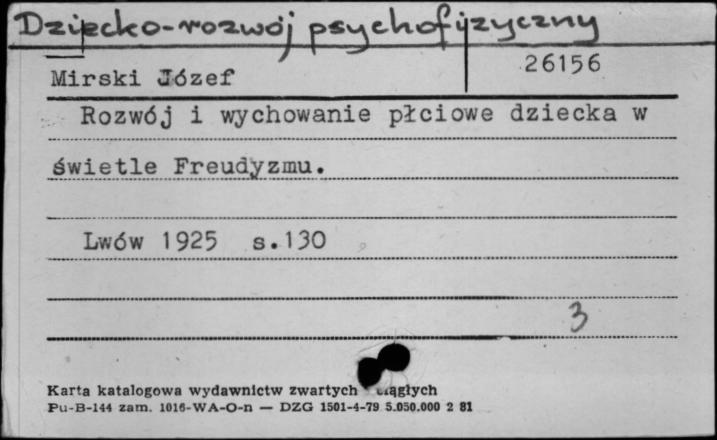 Dziecko-rozwój psychofizyczny
Mirski Józef
26156
Rozwój i wychowanie płciowe dziecka w
świetle Freudyzmu.
Lwów 1925 s.130
3
Karta katalogowa wydawnictw zwartych
Pu-B-144 zam. 1016-WA-O-n — DZG 1501-4-79 5.050.000 2 81